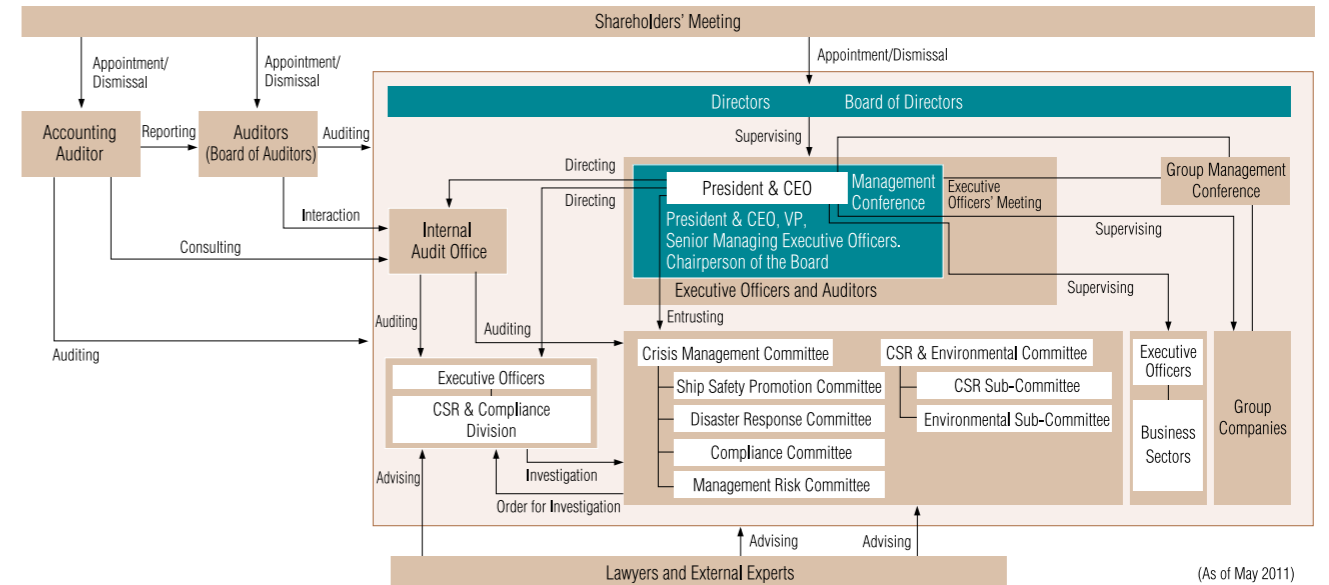 Shareholders' Meeting
Appointment/
Dismissal
Appointment/
Dismissal
Appointment/Dismissal
Directors Board of Directors
Accounting
Auditor
Reporting
Auditors
(Board of Auditors)
Auditing
Supervising
Directing
Directing
President & CEO
Management
Conference
Executive
Officers' Meeting
Group Management
Conference
President & CEO, VP,
Senior Managing Executive Officers.
Chairperson of the Board
Executive Officers and Auditors
Interaction
Consulting
Internal
Audit Office
Supervising
Supervising
Entrusting
Auditing
Auditing
Auditing
Executive Officers
CSR & Compliance
Division
Crisis Management Committee
Ship Safety Promotion Committee
Disaster Response Committee
Compliance Committee
Management Risk Committee
CSR & Environmental Committee
CSR Sub-Committee
Environmental Sub-Committee
Executive
Officers
Business
Sectors
Group
Companies
Advising
Investigation
Order for Investigation
Advising
Advising
Lawyers and External Experts
(As of May 2011)